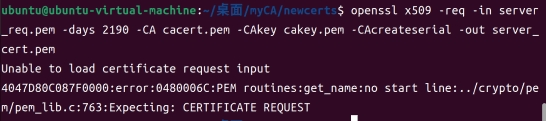 ubuntu@ubuntu-virtual-machine:~/桌面/myCA/newcerts$ openssl x509 -req -in server
_req.pem -days 2190 -CA cacert.pem -CAkey cakey.pem -CAcreateserial -out server_
cert.pem
Unable to load certificate request input
4047D80C087F0000:error:0480006C:PEM routines:get_name:no start line:../crypto/pe
m/pem_lib.c:763:Expecting: CERTIFICATE REQUEST